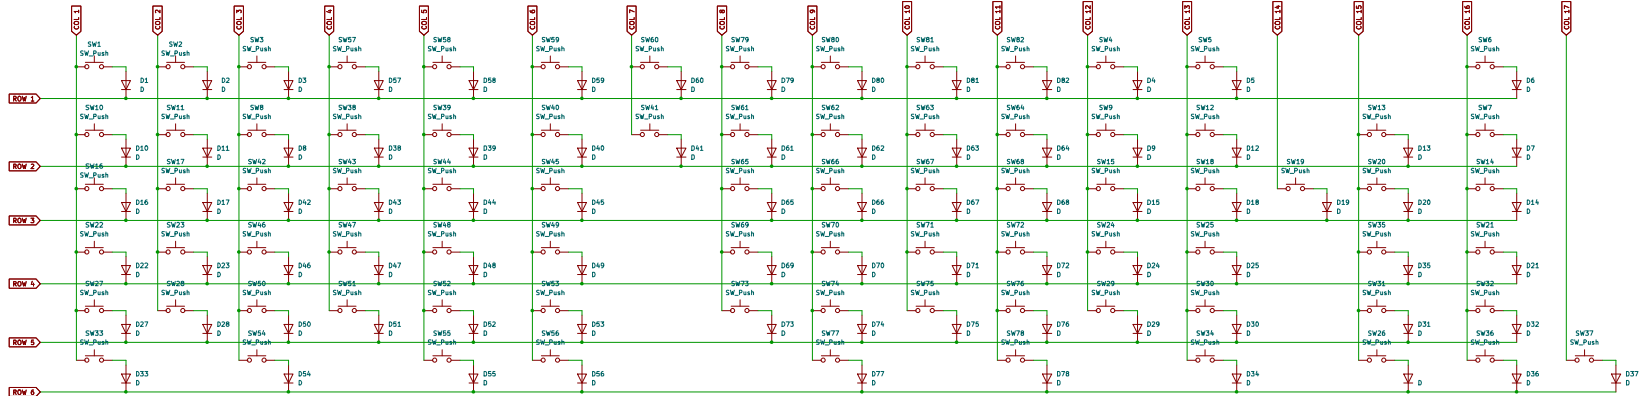 COL 1 COL 2 COL 3 COL 4 COL 5 COL 6 COL 7 COL 8 COL 9 COL 10 COL 11 COL 12 COL 13 COL 14 COL 15 COL 16 COL 17
SW1 SW2 SW3 SW57 SW58 SW59 SW60 SW79 SW80 SW81 SW82 SW4 SW5 SW6
SW_Push SW_Push SW_Push SW_Push SW_Push SW_Push SW_Push SW_Push SW_Push SW_Push SW_Push SW_Push SW_Push SW_Push
D1 D2 D3 D57 D58 D59 D60 D79 D80 D81 D82 D4 D5 D6
D D D D D D D D D D D D D D
ROW 1
SW10 SW11 SW8 SW38 SW39 SW40 SW41 SW61 SW62 SW63 SW64 SW9 SW12 SW13 SW7
SW_Push SW_Push SW_Push SW_Push SW_Push SW_Push SW_Push SW_Push SW_Push SW_Push SW_Push SW_Push SW_Push SW_Push SW_Push
D10 D11 D8 D38 D39 D40 D41 D61 D62 D63 D64 D9 D12 D13 D7
D D D D D D D D D D D D D D D
ROW 2
SW16 SW17 SW42 SW43 SW44 SW45 SW65 SW66 SW67 SW68 SW15 SW18 SW19 SW20 SW14
SW_Push SW_Push SW_Push SW_Push SW_Push SW_Push SW_Push SW_Push SW_Push SW_Push SW_Push SW_Push SW_Push SW_Push SW_Push
D16 D17 D42 D43 D44 D45 D65 D66 D67 D68 D15 D18 D19 D20 D14
D D D D D D D D D D D D D D D
ROW 3
SW22 SW23 SW46 SW47 SW48 SW49 SW69 SW70 SW71 SW72 SW24 SW25 SW35 SW21
SW_Push SW_Push SW_Push SW_Push SW_Push SW_Push SW_Push SW_Push SW_Push SW_Push SW_Push SW_Push SW_Push SW_Push
D22 D23 D46 D47 D48 D49 D69 D70 D71 D72 D24 D25 D35 D21
D D D D D D D D D D D D D D
ROW 4
SW27 SW28 SW50 SW51 SW52 SW53 SW73 SW74 SW75 SW76 SW29 SW30 SW31 SW32
SW_Push SW_Push SW_Push SW_Push SW_Push SW_Push SW_Push SW_Push SW_Push SW_Push SW_Push SW_Push SW_Push SW_Push
D27 D28 D50 D51 D52 D53 D73 D74 D75 D76 D29 D30 D31 D32
D D D D D D D D D D D D D D
ROW 5
SW33 SW54 SW55 SW56 SW77 SW78 SW34 SW26 SW36 SW37
SW_Push SW_Push SW_Push SW_Push SW_Push SW_Push SW_Push SW_Push SW_Push SW_Push
D33 D54 D55 D56 D77 D78 D34 D36 D37
D D D D D D D D D D
ROW 6